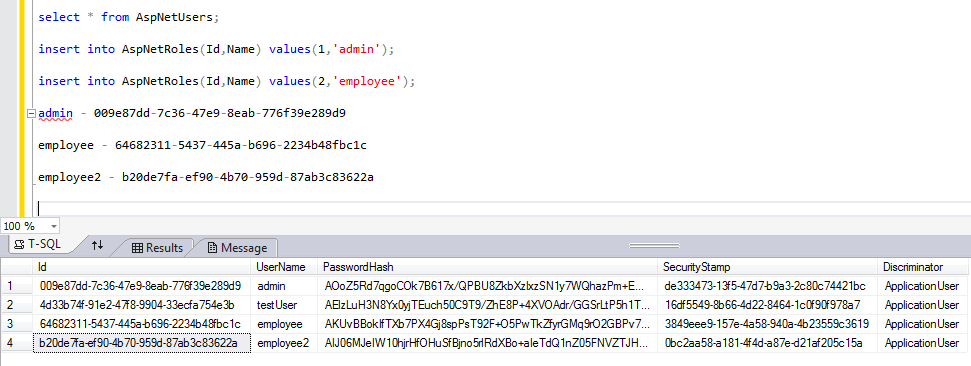 select * from AspNetUsers;
insert into AspNetRoles(Id,Name) values(1,'admin');
insert into AspNetRoles(Id,Name) values(2,'employee');
admin - 009e87dd-7c36-47e9-8eab-776f39e289d9
employee - 64682311-5437-445a-b696-2234b48fbc1c
employee2 - b20de7fa-ef90-4b70-959d-87ab3c83622a
100 %
T-SQL Results Message
Id UserName PasswordHash SecurityStamp Discriminator
1 009e87dd-7c36-47e9-8eab-776f39e289d9 admin AOoZ5Rd7qgoCOk7B617x/QPBU8ZkbXzIxzSN1y7WQhazPm+E... de333473-13f5-47d7-b9a3-2c80c74421bc ApplicationUser
2 4d33b74f-91e2-47f8-9904-33ecfa754e3b testUser AEIzLuH3N8Yx0yjTEuch50C9T9/ZhE8P+4XVOAdr/GGSrLtP5h1T... 16df5549-8b66-4d22-8464-1c0f90f978a7 ApplicationUser
3 64682311-5437-445a-b696-2234b48fbc1c employee AKUvBBokIfTXb7PX4Gj8spPsT92F+O5PwTkZfyrGMq9rO2GBPv7... 3849eee9-157e-4a58-940a-4b23559c3619 ApplicationUser
4 b20de7fa-ef90-4b70-959d-87ab3c83622a employee2 AIJ06MJeIW10hjrHfOHuSfBjno5rIRdXBo+aIeTdQ1nZ05FNVZTJH... 0bc2aa58-a181-4f4d-a87e-d21af205c15a ApplicationUser